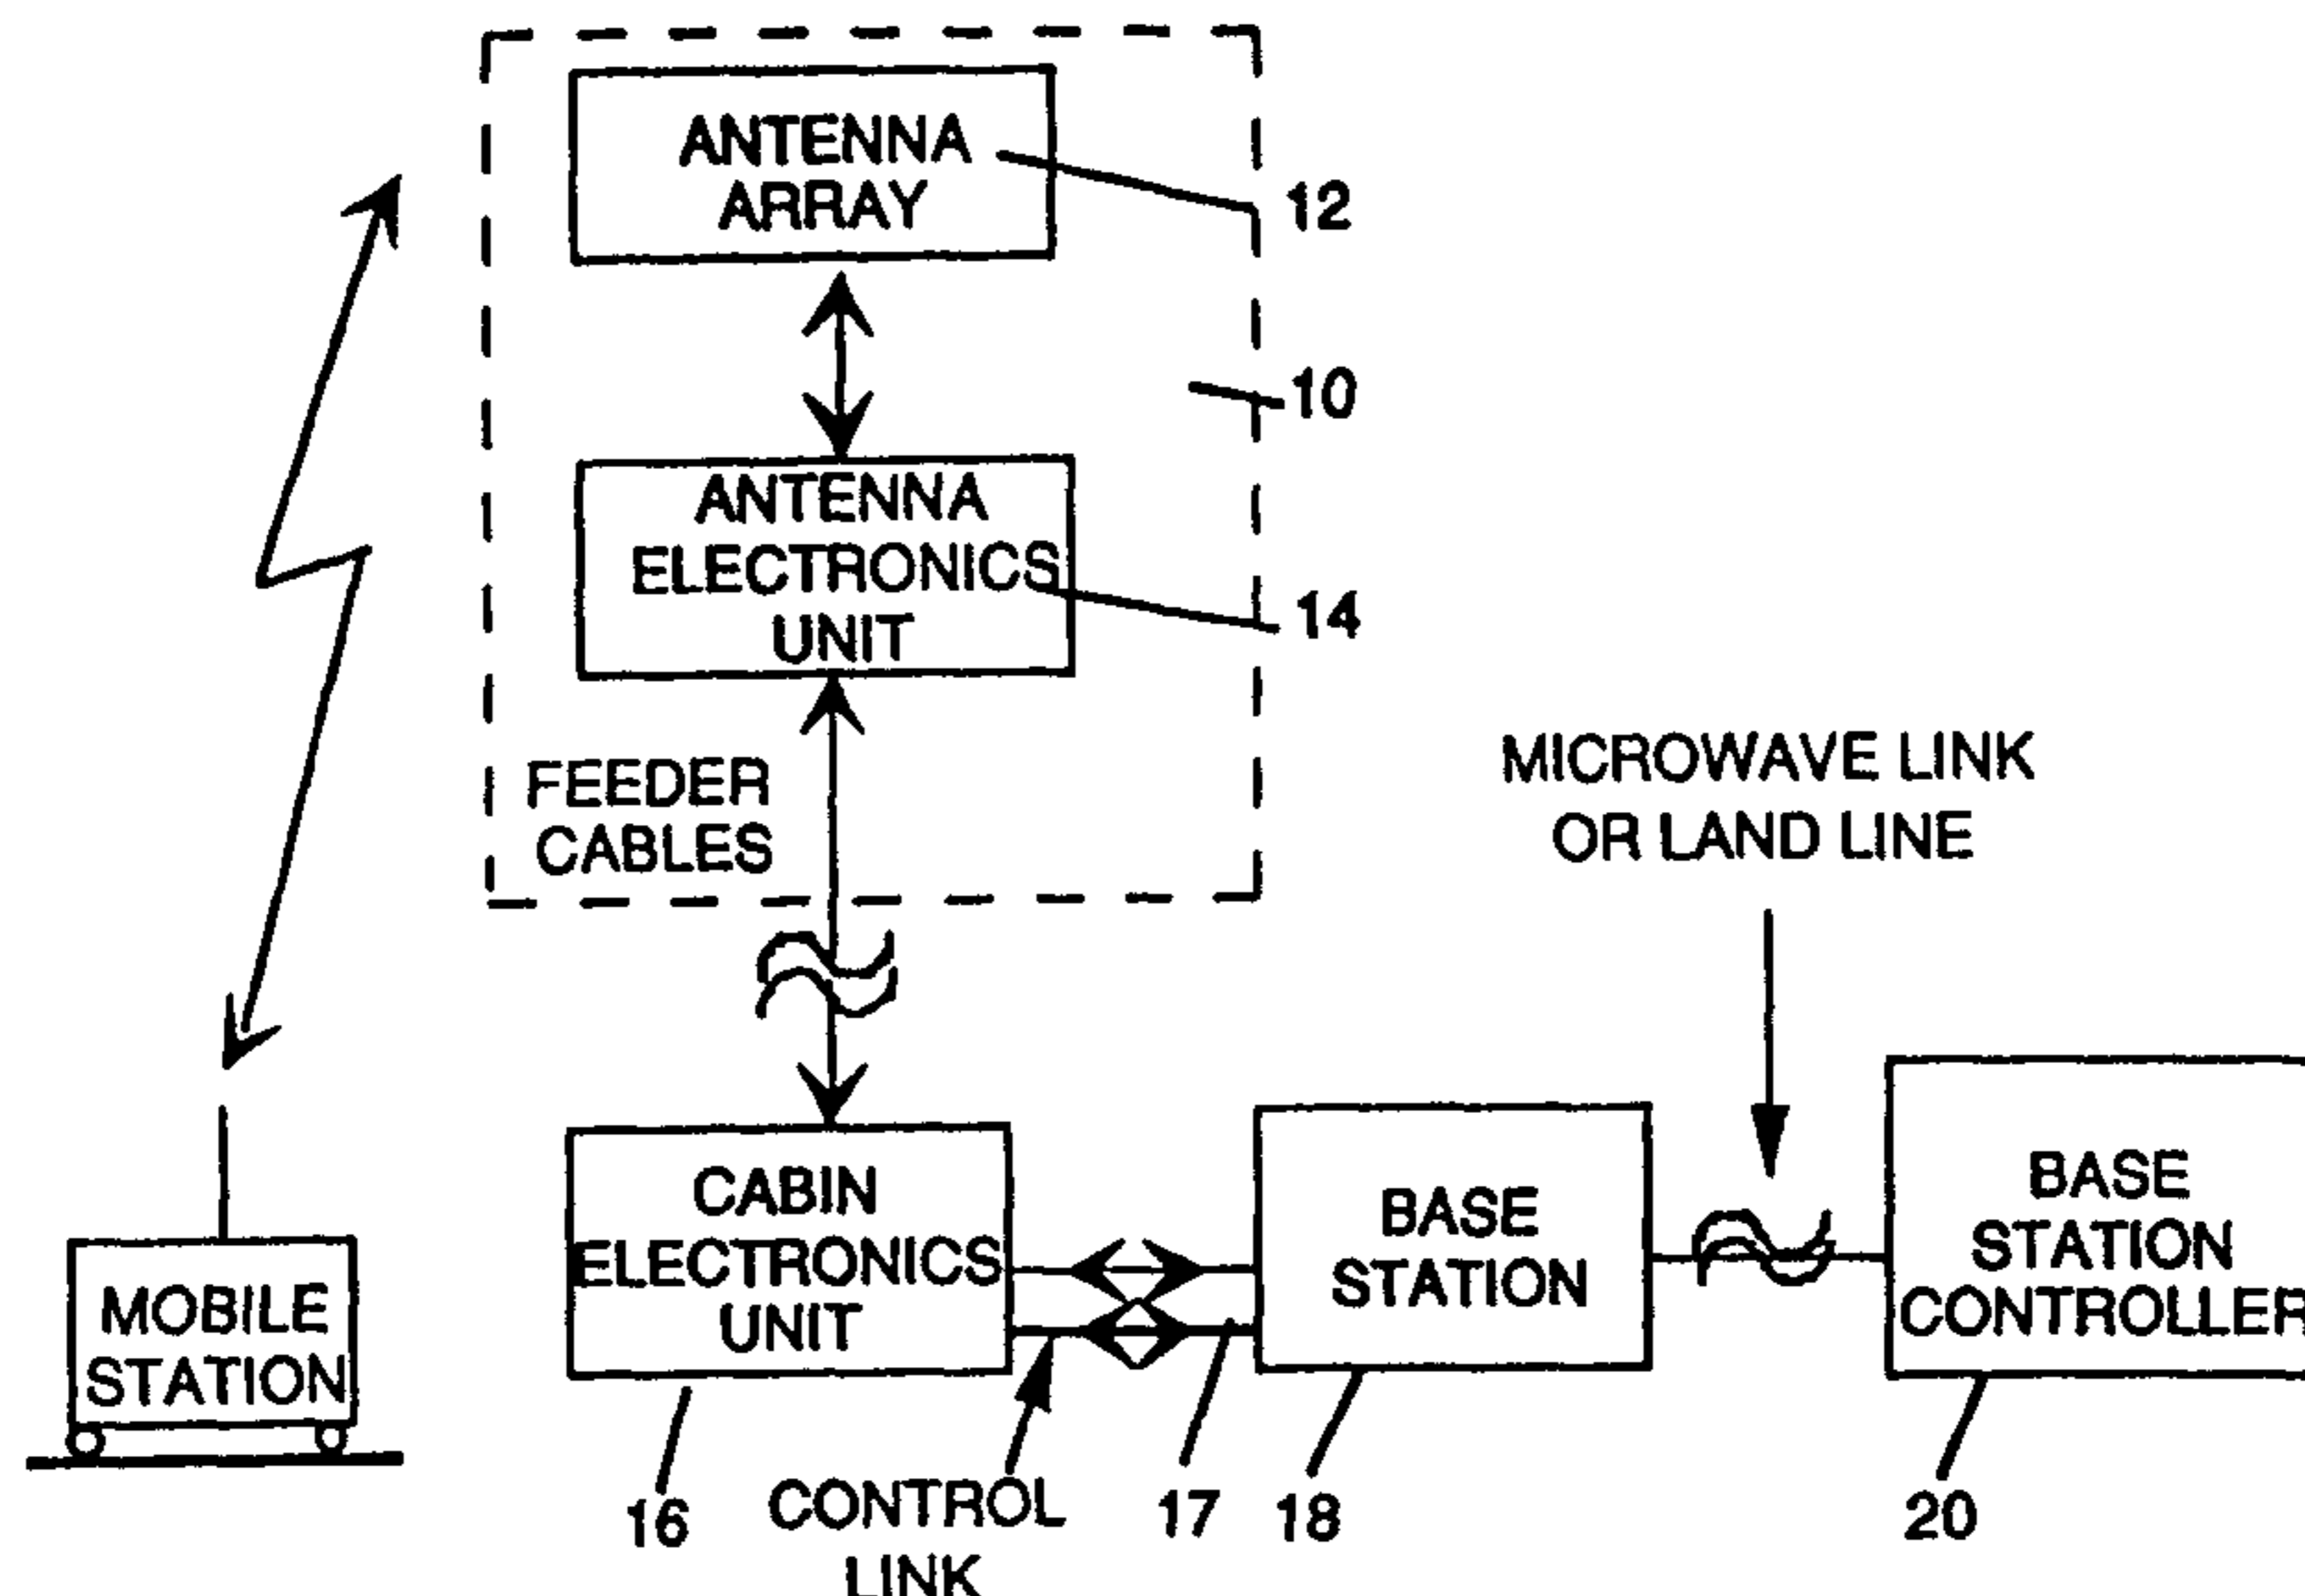 ANTENNA
ARRAY
12
10
ANTENNA
ELECTRONICS
UNIT
14
FEEDER
CABLES
MICROWAVE LINK
OR LAND LINE
CABIN
ELECTRONICS
UNIT
BASE
STATION
BASE
STATION
CONTROLLER
MOBILE
STATION
16
CONTROL
LINK
17
18
20